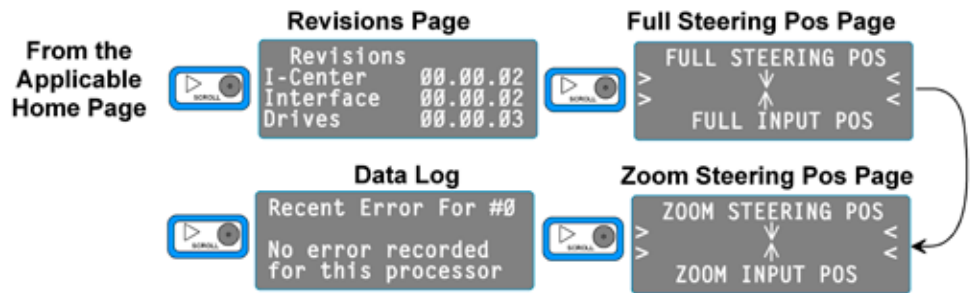 Revisions Page
Full Steering Pos Page
From the
Applicable
Home Page
SCROLL
Revisions
I-Center 00.00.02
Interface 00.00.02
Drives 00.00.03
SCROLL
FULL STEERING POS
> <
> <
FULL INPUT POS
Data Log
Zoom Steering Pos Page
SCROLL
Recent Error For #0
No error recorded
for this processor
SCROLL
ZOOM STEERING POS
> <
> <
ZOOM INPUT POS